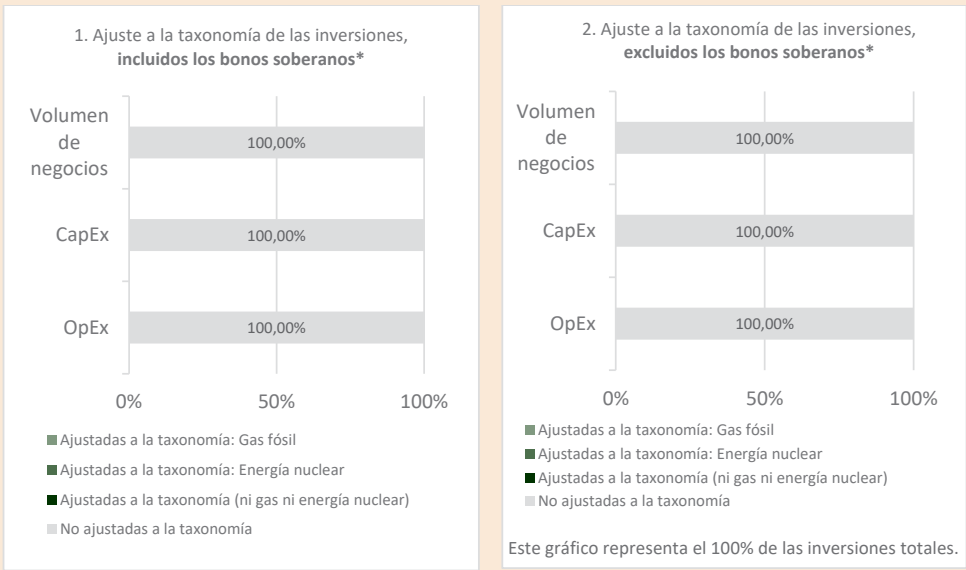 1. Ajuste a la taxonomía de las inversiones,
incluidos los bonos soberanos*
Volumen
de
negocios
100,00%
CapEx
100,00%
OpEx
100,00%
0%
50%
100%
Ajustadas a la taxonomía: Gas fósil
Ajustadas a la taxonomía: Energía nuclear
Ajustadas a la taxonomía (ni gas ni energía nuclear)
No ajustadas a la taxonomía
2. Ajuste a la taxonomía de las inversiones,
excluidos los bonos soberanos*
Volumen
de
negocios
100,00%
CapEx
100,00%
OpEx
100,00%
0%
50%
100%
Ajustadas a la taxonomía: Gas fósil
Ajustadas a la taxonomía: Energía nuclear
Ajustadas a la taxonomía (ni gas ni energía nuclear)
No ajustadas a la taxonomía
Este gráfico representa el 100% de las inversiones totales.